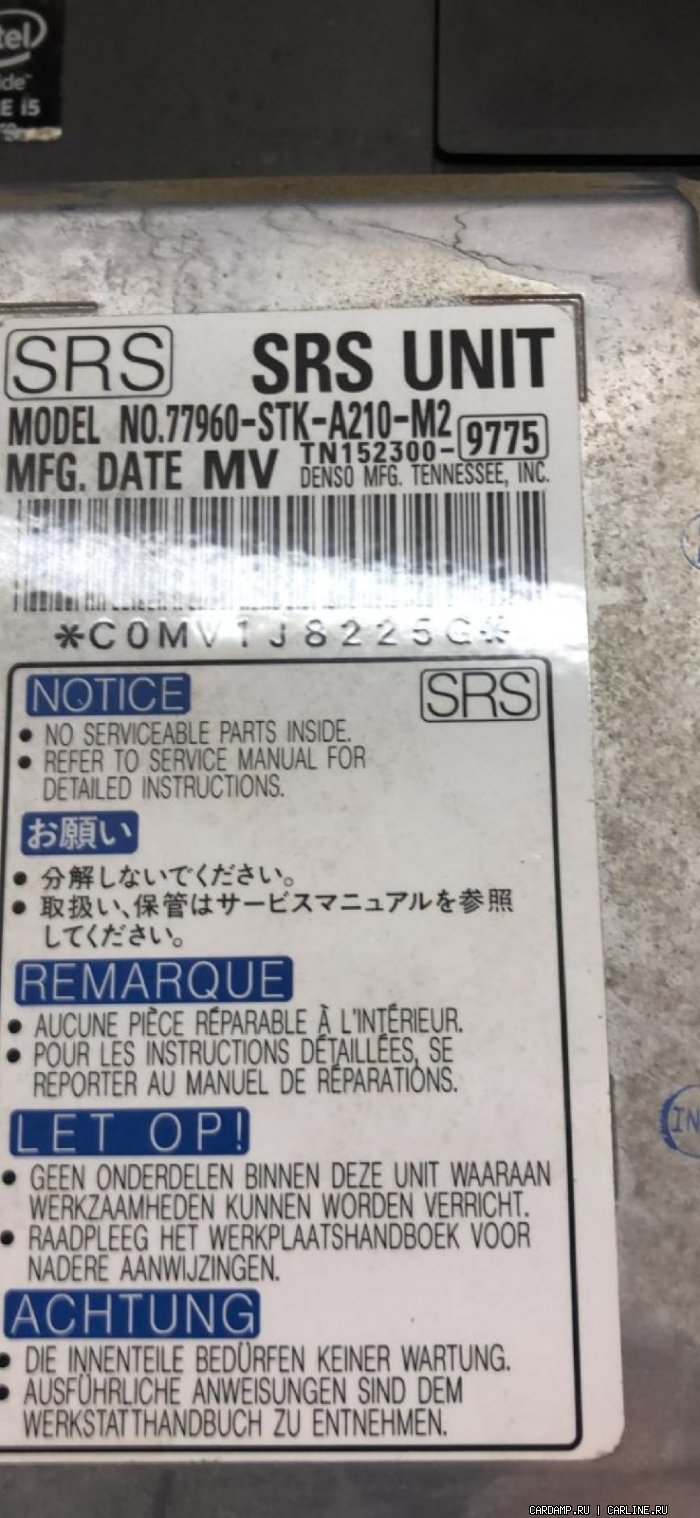 E i5
SRS
SRS UNIT
MODEL NO.77960-STK-A210-M2
TN152300-9775
MFG. DATE MV
DENSO MFG. TENNESSEE, INC.
*C0MV1J8225G*
NOTICE
SRS
● NO SERVICEABLE PARTS INSIDE.
● REFER TO SERVICE MANUAL FOR
DETAILED INSTRUCTIONS.
お願い
● 分解しないでください。
● 取扱い、保管はサービスマニュアルを参照
してください。
REMARQUE
● AUCUNE PIÈCE RÉPARABLE À L'INTÉRIEUR.
● POUR LES INSTRUCTIONS DÉTAILLÉES, SE
REPORTER AU MANUEL DE RÉPARATIONS.
LET OP!
● GEEN ONDERDELEN BINNEN DEZE UNIT WAARAAN
WERKZAAMHEDEN KUNNEN WORDEN VERRICHT.
● RAADPLEEG HET WERKPLAATSHANDBOEK VOOR
NADERE AANWIJZINGEN.
ACHTUNG
● DIE INNENTEILE BEDÜRFEN KEINER WARTUNG.
● AUSFÜHRLICHE ANWEISUNGEN SIND DEM
WERKSTATTHANDBUCH ZU ENTNEHMEN.
IN
CARDAMP.RU | CARLINE.RU